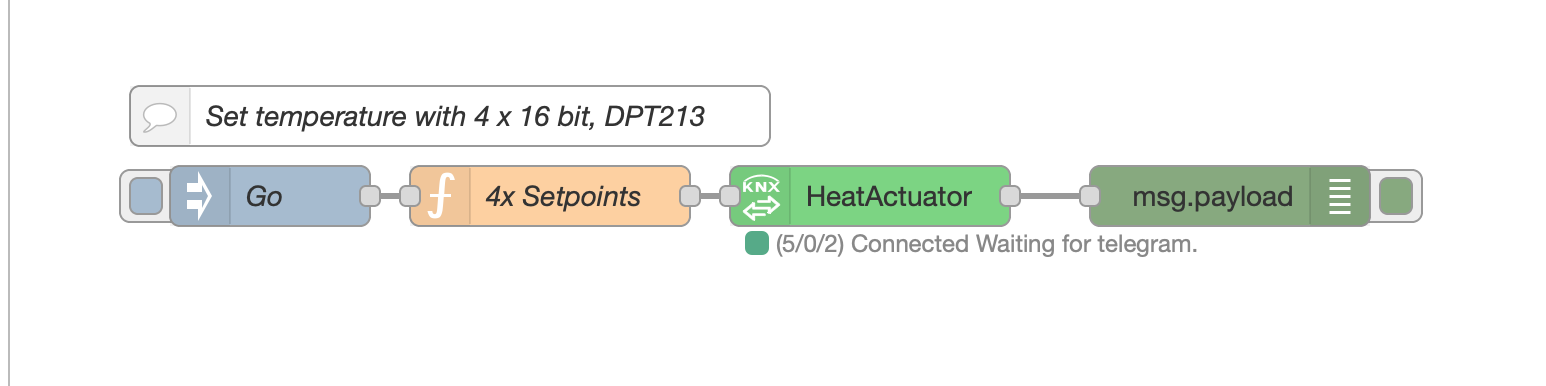 Set temperature with 4 x 16 bit, DPT213
Go
4x Setpoints
KNX
HeatActuator
msg.payload
(5/0/2) Connected Waiting for telegram.